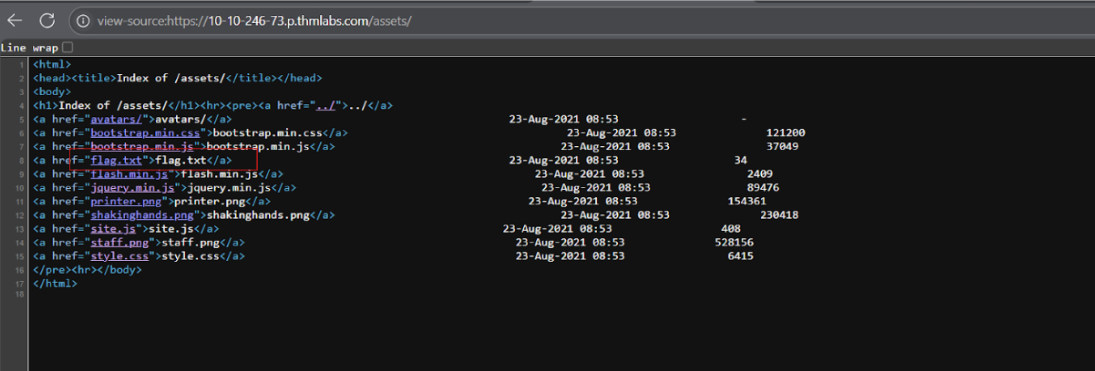 view-source:https://10-10-246-73.p.thmlabs.com/assets/
Line wrap
1 <html>
2 <head><title>Index of /assets/</title></head>
3 <body>
4 <h1>Index of /assets/</h1><hr><pre><a href="../">../</a>
5 <a href="avatars/">avatars/</a> 23-Aug-2021 08:53 -
6 <a href="bootstrap.min.css">bootstrap.min.css</a> 23-Aug-2021 08:53 121200
7 <a href="bootstrap.min.js">bootstrap.min.js</a> 23-Aug-2021 08:53 37049
8 <a href="flag.txt">flag.txt</a> 23-Aug-2021 08:53 34
9 <a href="flash.min.js">flash.min.js</a> 23-Aug-2021 08:53 2409
10 <a href="jquery.min.js">jquery.min.js</a> 23-Aug-2021 08:53 89476
11 <a href="printer.png">printer.png</a> 23-Aug-2021 08:53 154361
12 <a href="shakinghands.png">shakinghands.png</a> 23-Aug-2021 08:53 230418
13 <a href="site.js">site.js</a> 23-Aug-2021 08:53 408
14 <a href="staff.png">staff.png</a> 23-Aug-2021 08:53 528156
15 <a href="style.css">style.css</a> 23-Aug-2021 08:53 6415
16 </pre><hr></body>
17 </html>
18